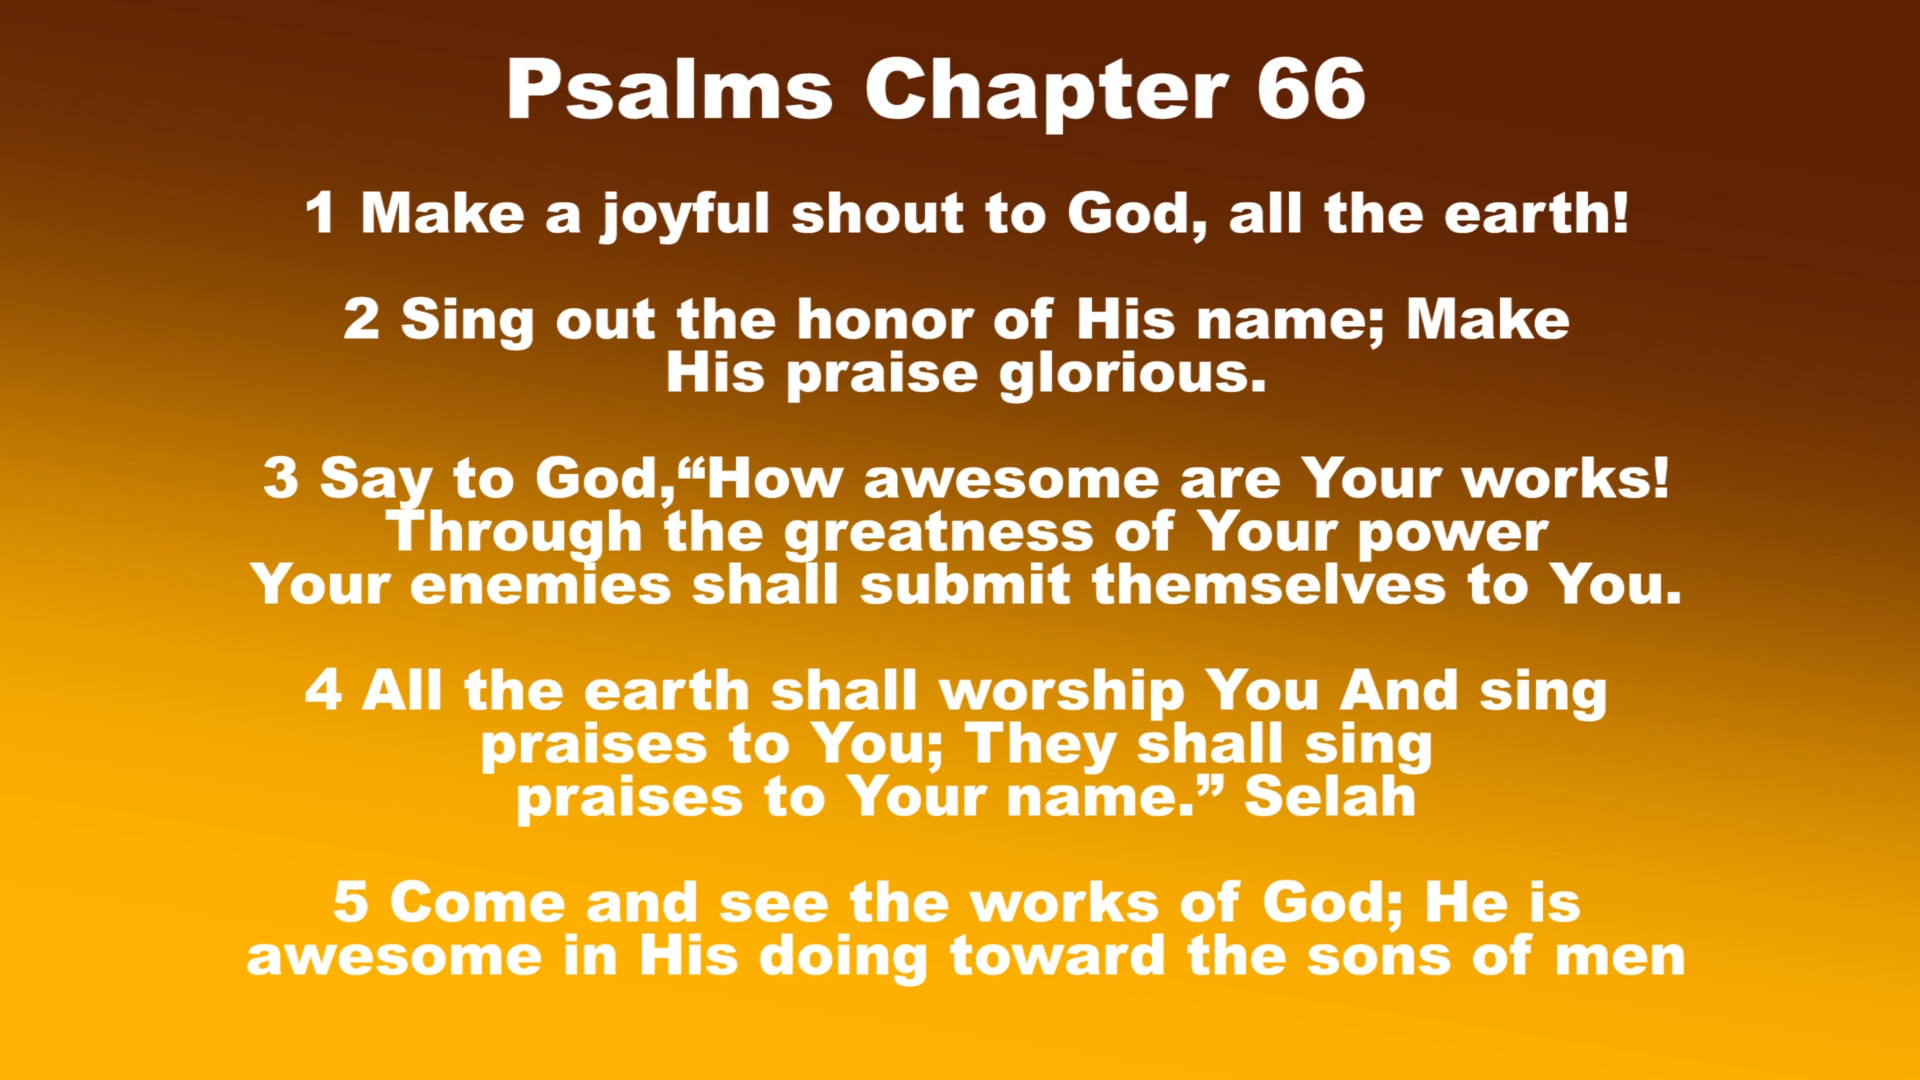 Psalms Chapter 66
1 Make a joyful shout to God, all the earth!
2 Sing out the honor of His name; Make
His praise glorious.
3 Say to God,“How awesome are Your works!
Through the greatness of Your power
Your enemies shall submit themselves to You.
4 All the earth shall worship You And sing
praises to You; They shall sing
praises to Your name.” Selah
5 Come and see the works of God; He is
awesome in His doing toward the sons of men